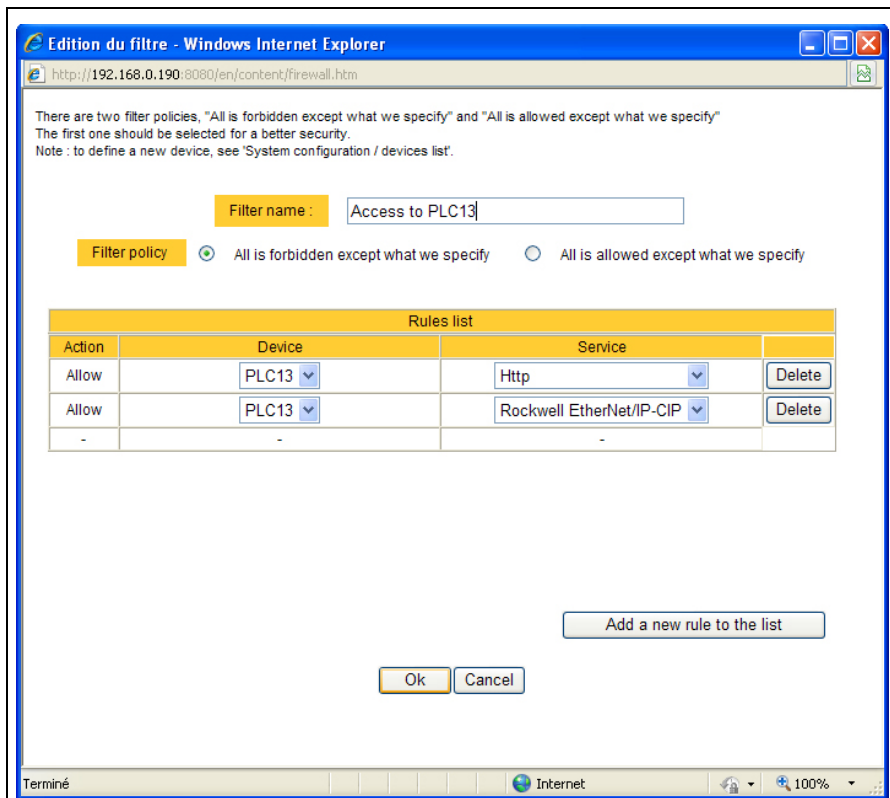 Edition du filtre - Windows Internet Explorer
http://192.168.0.190:8080/en/content/firewall.htm
There are two filter policies, "All is forbidden except what we specify" and "All is allowed except what we specify"
The first one should be selected for a better security.
Note : to define a new device, see 'System configuration / devices list'.
Filter name : Access to PLC13
Filter policy All is forbidden except what we specify All is allowed except what we specify
Rules list
Action Device Service
Allow PLC13 Http Delete
Allow PLC13 Rockwell EtherNet/IP-CIP Delete
- - -
Add a new rule to the list
Ok Cancel
Terminé Internet 100%